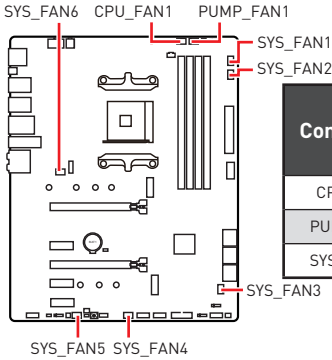 SYS_FAN6 CPU_FAN1 PUMP_FAN1
SYS_FAN1
SYS_FAN2
Con
CP
PU
SYS
SYS_FAN3
SYS_FAN5 SYS_FAN4